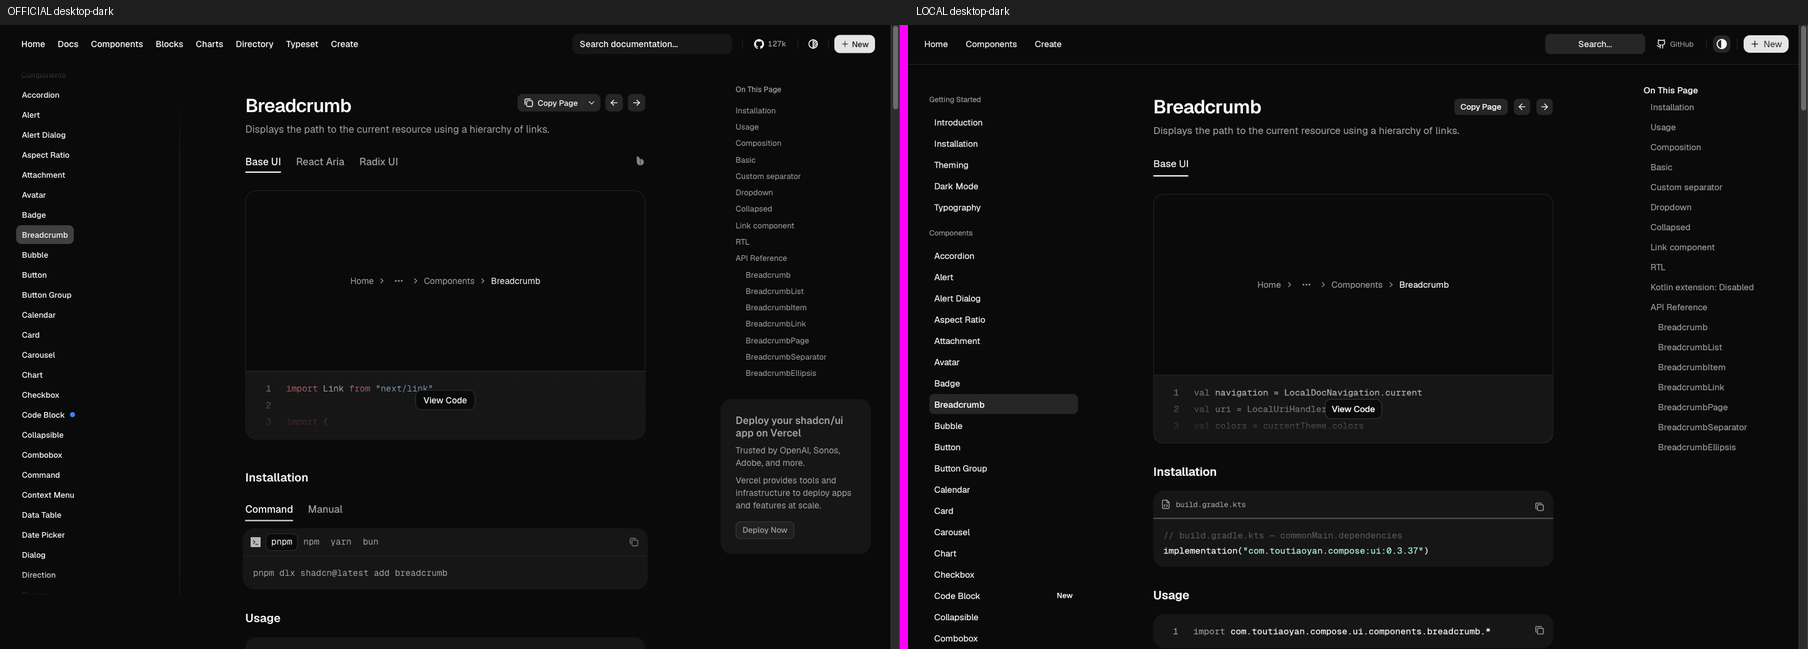 OFFICIAL desktop-dark
Home Docs Components Blocks Charts Directory Typeset Create
Search documentation...
127k
+ New
Components
Accordion
Alert
Alert Dialog
Aspect Ratio
Attachment
Avatar
Badge
Breadcrumb
Bubble
Button
Button Group
Calendar
Card
Carousel
Chart
Checkbox
Code Block
Collapsible
Combobox
Command
Context Menu
Data Table
Date Picker
Dialog
Direction
Breadcrumb
Copy Page
Displays the path to the current resource using a hierarchy of links.
Base UI React Aria Radix UI
Home > ··· > Components > Breadcrumb
1 import Link from "next/link"
2
3 import {
View Code
Installation
Command Manual
pnpm npm yarn bun
pnpm dlx shadcn@latest add breadcrumb
Usage
On This Page
Installation
Usage
Composition
Basic
Custom separator
Dropdown
Collapsed
Link component
RTL
API Reference
Breadcrumb
BreadcrumbList
BreadcrumbItem
BreadcrumbLink
BreadcrumbPage
BreadcrumbSeparator
BreadcrumbEllipsis
Deploy your shadcn/ui
app on Vercel
Trusted by OpenAI, Sonos,
Adobe, and more.
Vercel provides tools and
infrastructure to deploy apps
and features at scale.
Deploy Now
LOCAL desktop-dark
Home Components Create
Search...
GitHub
+ New
Getting Started
Introduction
Installation
Theming
Dark Mode
Typography
Components
Accordion
Alert
Alert Dialog
Aspect Ratio
Attachment
Avatar
Badge
Breadcrumb
Bubble
Button
Button Group
Calendar
Card
Carousel
Chart
Checkbox
Code Block New
Collapsible
Combobox
Breadcrumb
Copy Page
Displays the path to the current resource using a hierarchy of links.
Base UI
Home > ··· > Components > Breadcrumb
1 val navigation = LocalDocNavigation.current
2 val uri = LocalUriHandler
3 val colors = currentTheme.colors
View Code
Installation
build.gradle.kts
// build.gradle.kts — commonMain.dependencies
implementation("com.toutiaoyan.compose:ui:0.3.37")
Usage
1 import com.toutiaoyan.compose.ui.components.breadcrumb.*
On This Page
Installation
Usage
Composition
Basic
Custom separator
Dropdown
Collapsed
Link component
RTL
Kotlin extension: Disabled
API Reference
Breadcrumb
BreadcrumbList
BreadcrumbItem
BreadcrumbLink
BreadcrumbPage
BreadcrumbSeparator
BreadcrumbEllipsis